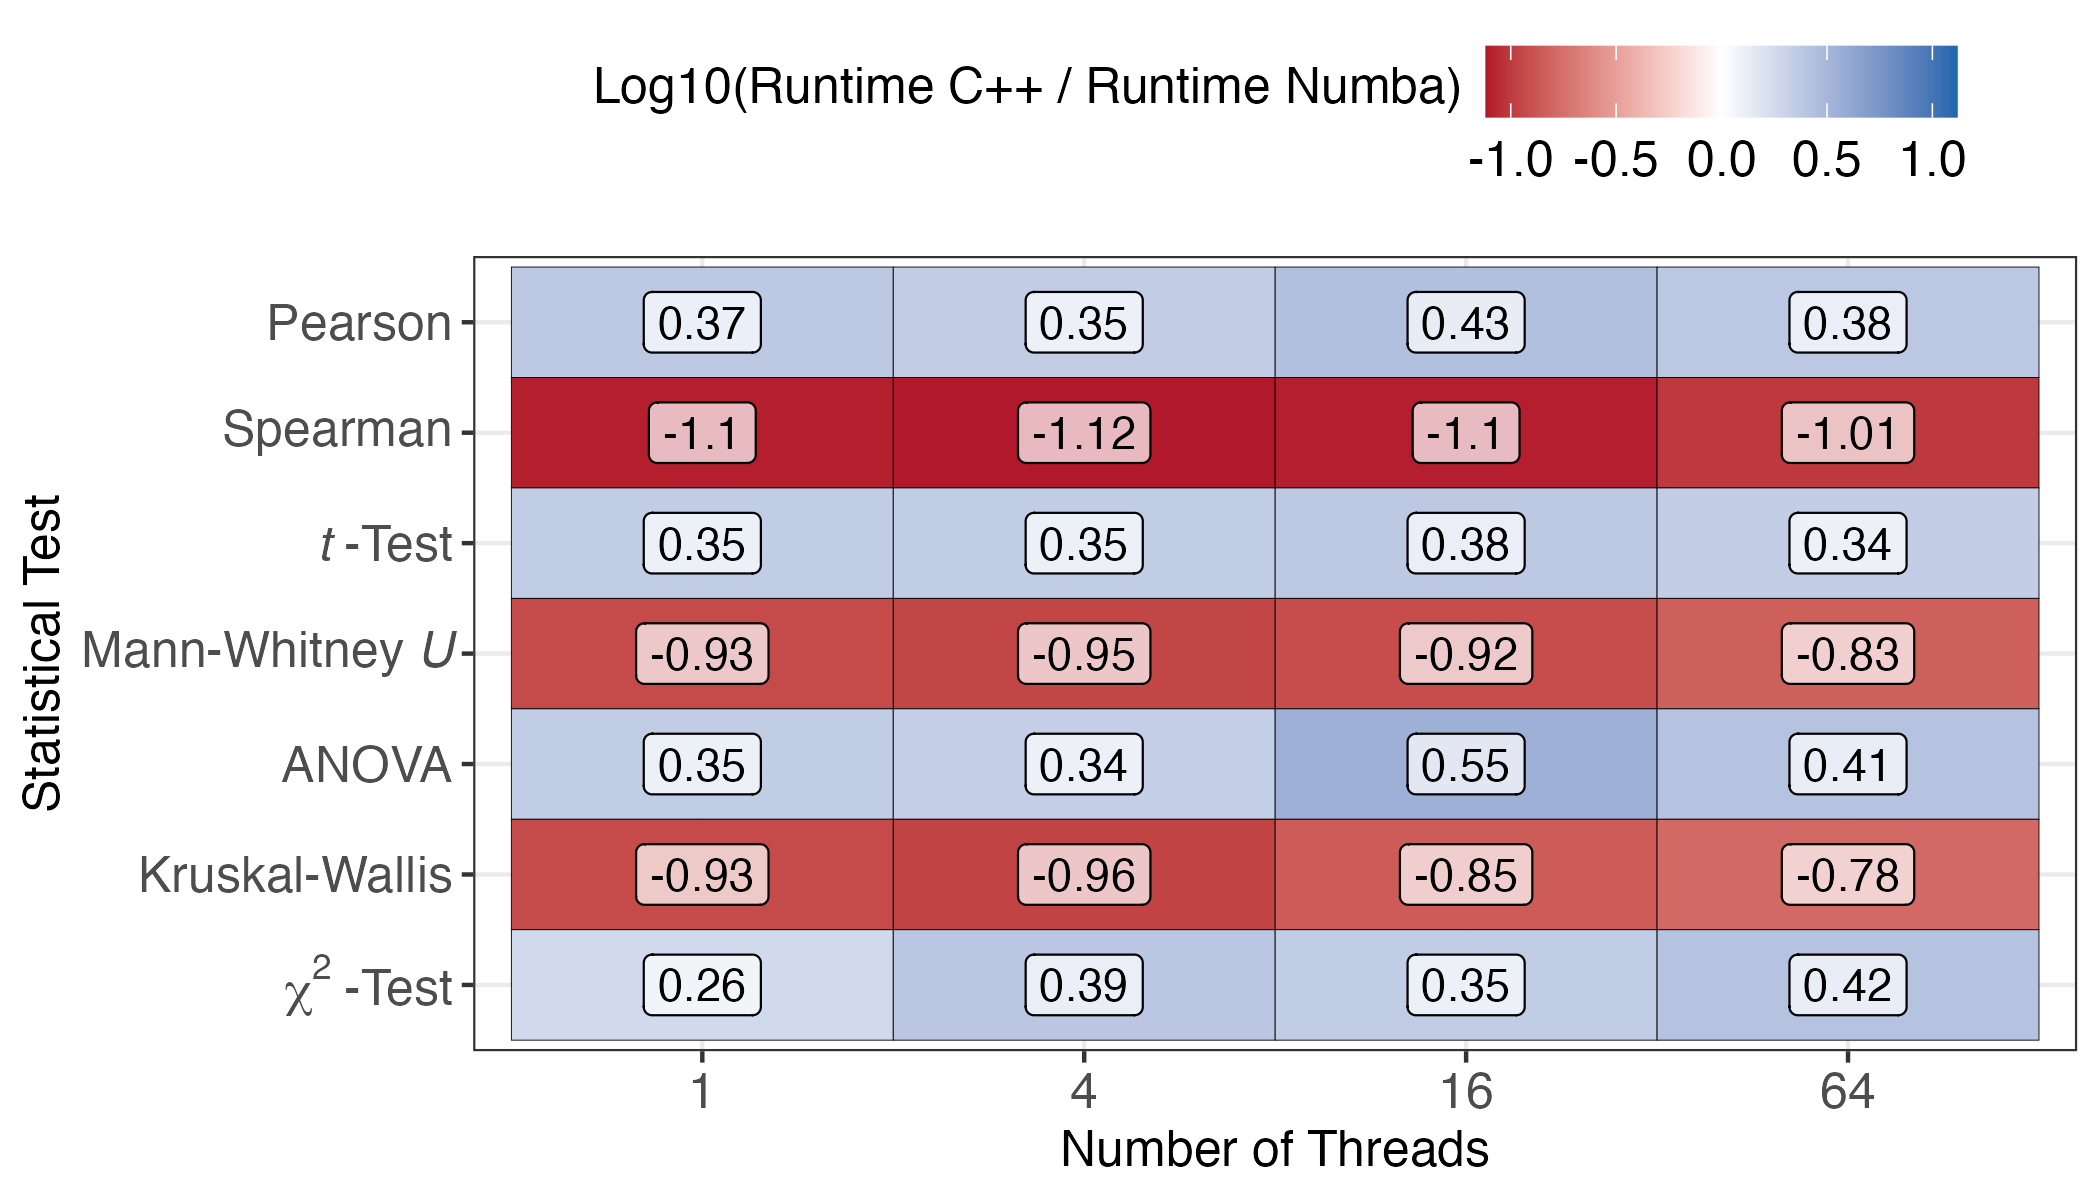 Log10(Runtime C++ / Runtime Numba)
-1.0 -0.5 0.0 0.5 1.0
Statistical Test
Pearson 0.37 0.35 0.43 0.38
Spearman -1.1 -1.12 -1.1 -1.01
t -Test 0.35 0.35 0.38 0.34
Mann-Whitney U -0.93 -0.95 -0.92 -0.83
ANOVA 0.35 0.34 0.55 0.41
Kruskal-Wallis -0.93 -0.96 -0.85 -0.78
χ² -Test 0.26 0.39 0.35 0.42
1 4 16 64
Number of Threads